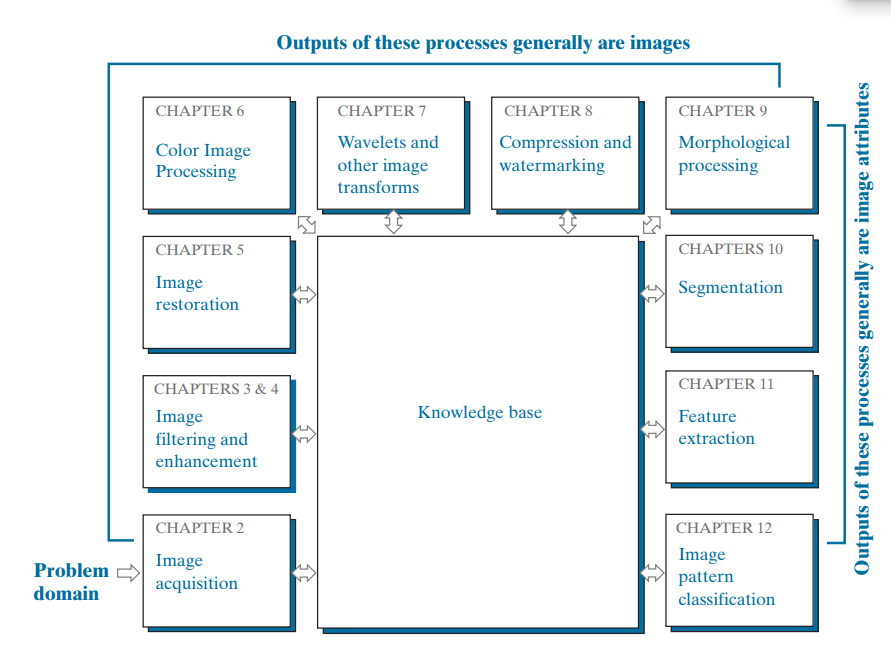 Outputs of these processes generally are images
CHAPTER 6
Color Image
Processing
CHAPTER 7
Wavelets and
other image
transforms
CHAPTER 8
Compression and
watermarking
CHAPTER 9
Morphological
processing
CHAPTER 5
Image
restoration
CHAPTERS 10
Segmentation
CHAPTERS 3 & 4
Image
filtering and
enhancement
Knowledge base
CHAPTER 11
Feature
extraction
CHAPTER 2
Image
acquisition
CHAPTER 12
Image
pattern
classification
Problem
domain
Outputs of these processes generally are image attributes